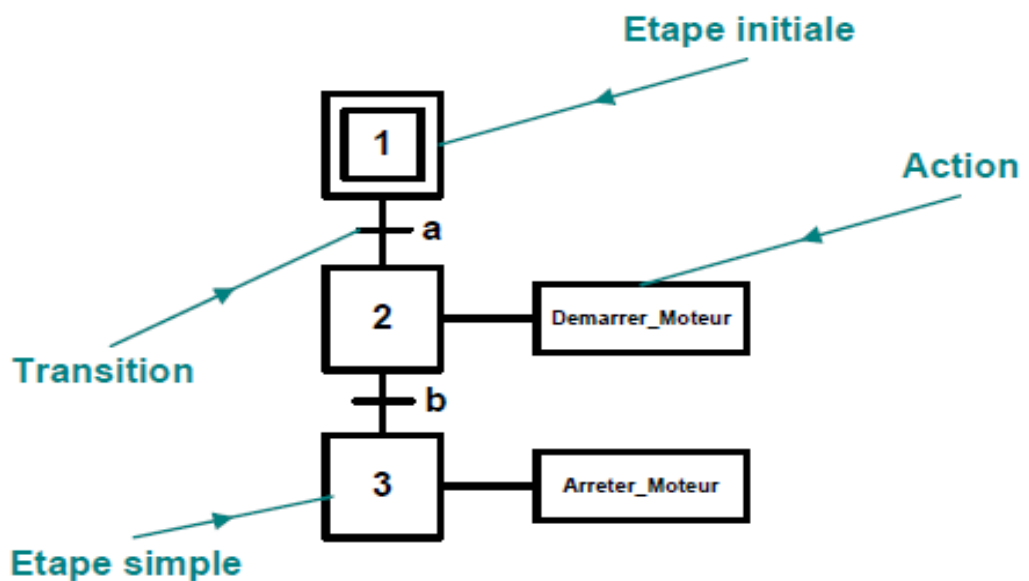 Etape initiale
1
Action
a
2
Demarrer_Moteur
Transition
b
3
Arreter_Moteur
Etape simple